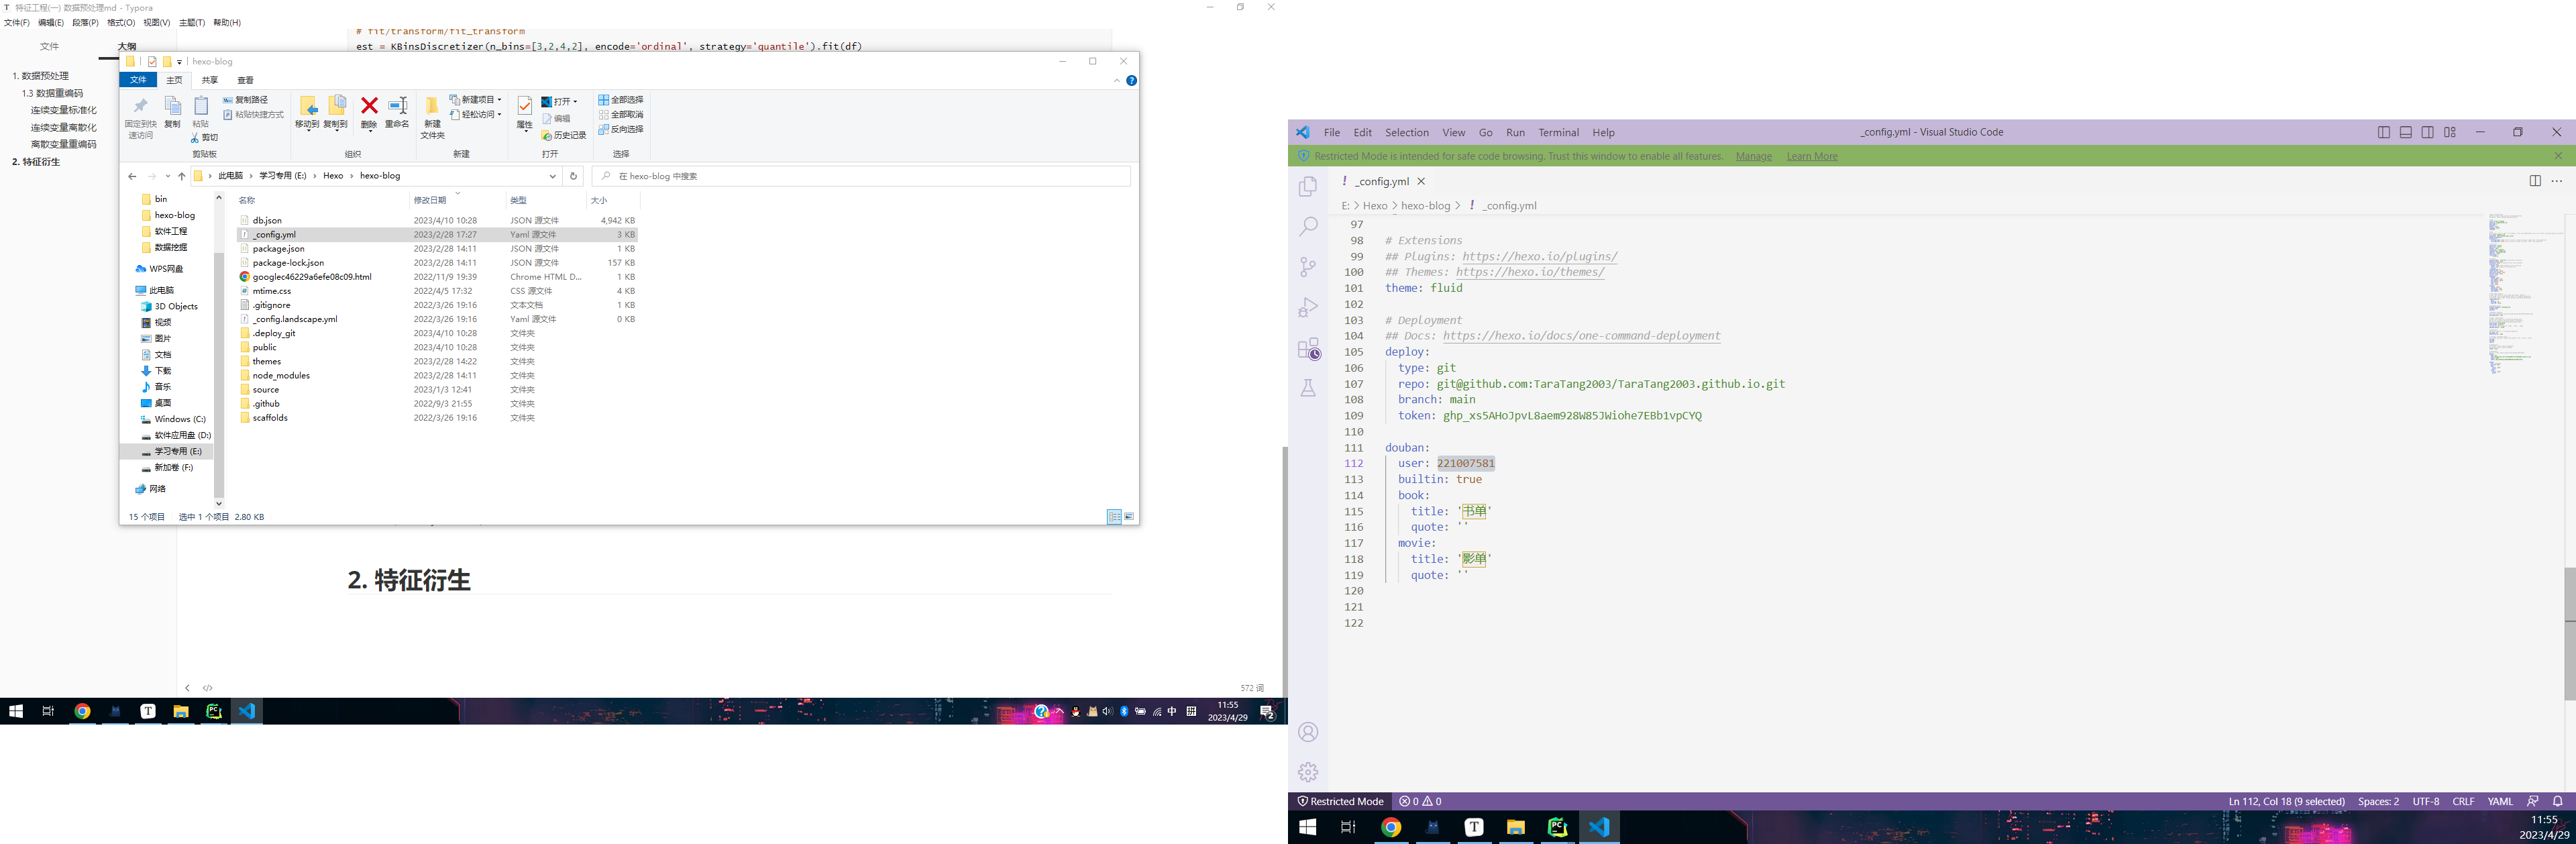 特征工程(一) 数据预处理md - Typora
文件(F) 编辑(E) 段落(P) 格式(O) 视图(V) 主题(T) 帮助(H)
文件 大纲
1. 数据预处理
1.3 数据重编码
连续变量标准化
连续变量离散化
离散变量重编码
2. 特征衍生
# fit/transform/fit_transform
est = KBinsDiscretizer(n_bins=[3,2,4,2], encode='ordinal', strategy='quantile').fit(df)
hexo-blog
文件 主页 共享 查看
固定到快速访问 复制 粘贴 复制路径 粘贴快捷方式 剪切
移动到 复制到 删除 重命名
新建文件夹 新建项目 轻松访问
属性 打开 编辑 历史记录
全部选择 全部取消 反向选择
剪贴板 组织 新建 打开 选择
此电脑 学习专用 (E:) Hexo hexo-blog 在 hexo-blog 中搜索
bin
hexo-blog
软件工程
数据挖掘
WPS网盘
此电脑
3D Objects
视频
图片
文档
下载
音乐
桌面
Windows (C:)
软件应用盘 (D:)
学习专用 (E:)
新加卷 (F:)
网络
名称 修改日期 类型 大小
db.json 2023/4/10 10:28 JSON 源文件 4,942 KB
_config.yml 2023/2/28 17:27 Yaml 源文件 3 KB
package.json 2023/2/28 14:11 JSON 源文件 1 KB
package-lock.json 2023/2/28 14:11 JSON 源文件 157 KB
googlec46229a6efe08c09.html 2022/11/9 19:39 Chrome HTML D... 1 KB
mtime.css 2022/4/5 17:32 CSS 源文件 4 KB
.gitignore 2022/3/26 19:16 文本文档 1 KB
_config.landscape.yml 2022/3/26 19:16 Yaml 源文件 0 KB
.deploy_git 2023/4/10 10:28 文件夹
public 2023/4/10 10:28 文件夹
themes 2023/2/28 14:22 文件夹
node_modules 2023/2/28 14:11 文件夹
source 2023/1/3 12:41 文件夹
.github 2022/9/3 21:55 文件夹
scaffolds 2022/3/26 19:16 文件夹
15 个项目 选中 1 个项目 2.80 KB
2. 特征衍生
572 词
中
11:55
2023/4/29
2
File Edit Selection View Go Run Terminal Help
_config.yml - Visual Studio Code
Restricted Mode is intended for safe code browsing. Trust this window to enable all features. Manage Learn More
! _config.yml
E: > Hexo > hexo-blog > ! _config.yml
97
98 # Extensions
99 ## Plugins: https://hexo.io/plugins/
100 ## Themes: https://hexo.io/themes/
101 theme: fluid
102
103 # Deployment
104 ## Docs: https://hexo.io/docs/one-command-deployment
105 deploy:
106 type: git
107 repo: git@github.com:TaraTang2003/TaraTang2003.github.io.git
108 branch: main
109 token: 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
110
111 douban:
112 user: 221007581
113 builtin: true
114 book:
115 title: '书单'
116 quote: ''
117 movie:
118 title: '影单'
119 quote: ''
120
121
122
Restricted Mode 0 0
Ln 112, Col 18 (9 selected) Spaces: 2 UTF-8 CRLF YAML
11:55
2023/4/29